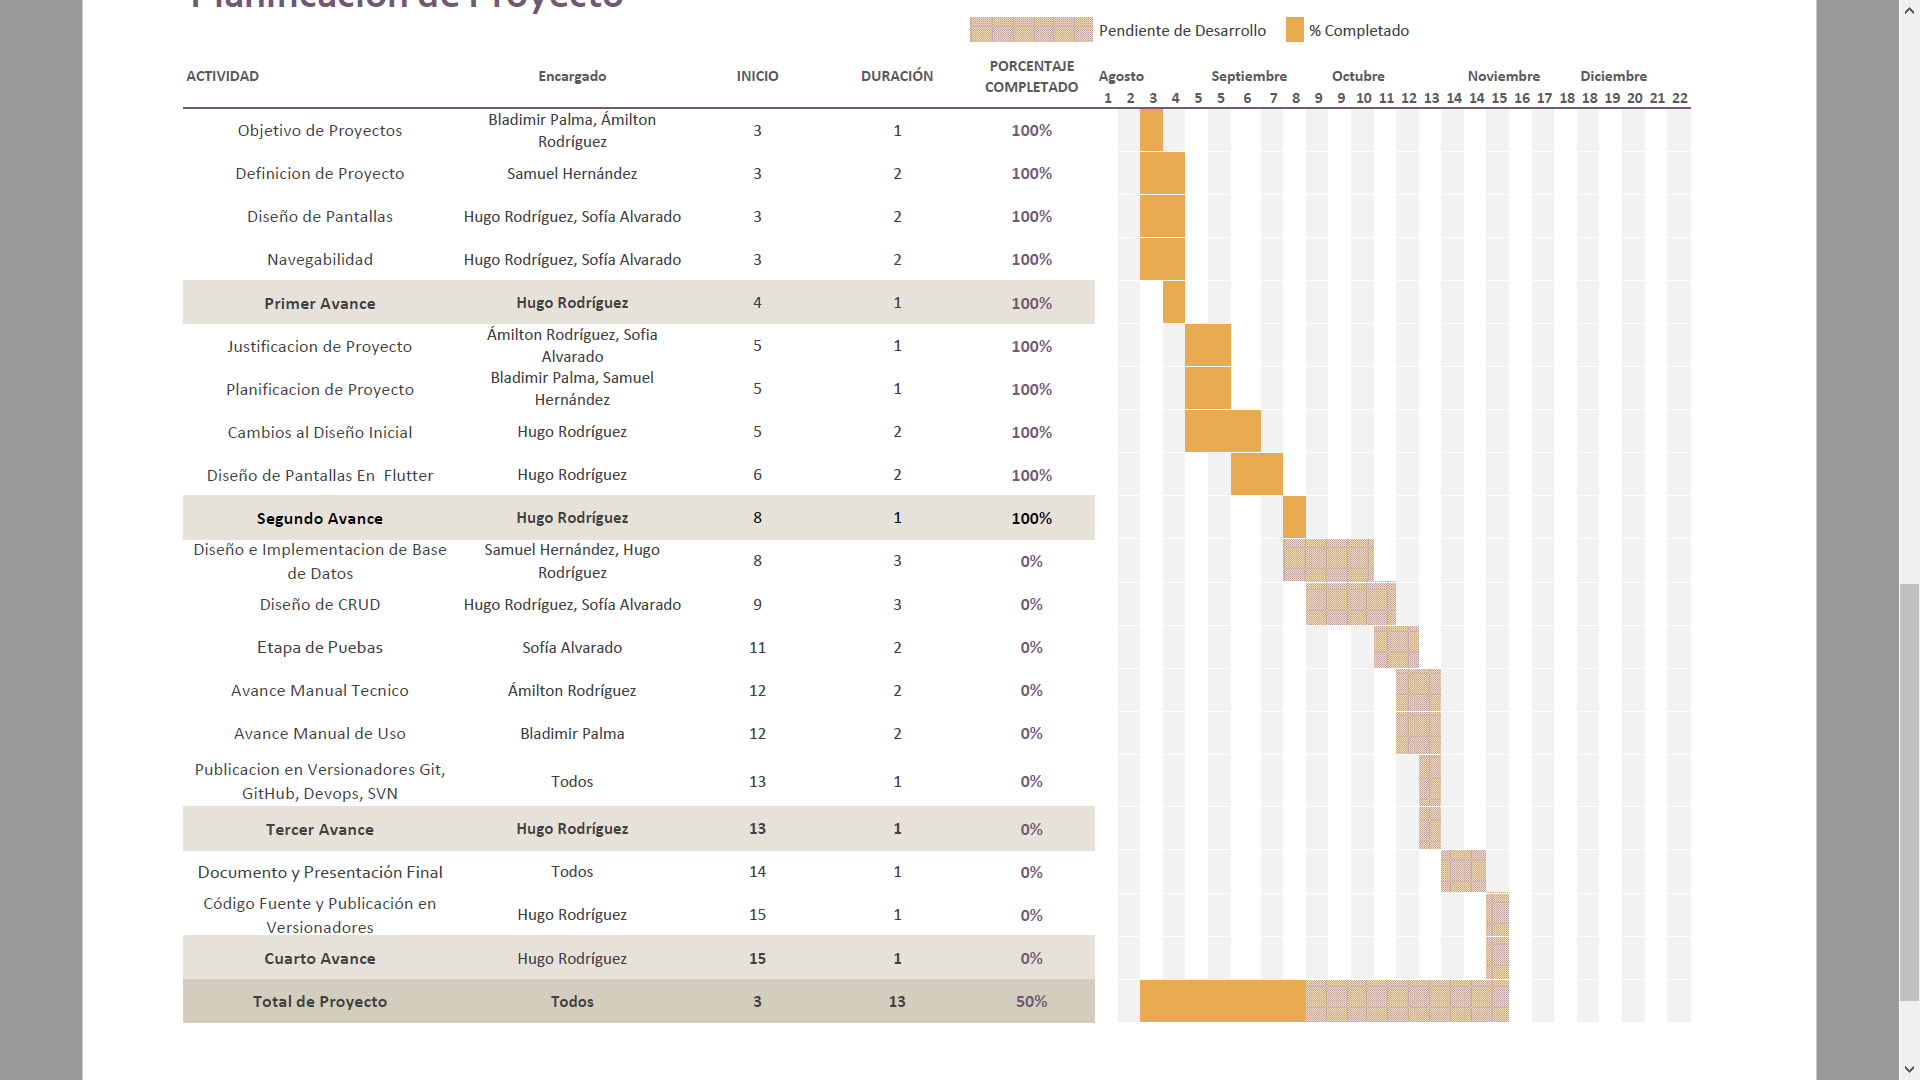 Planificación de Proyecto
Pendiente de Desarrollo % Completado
ACTIVIDAD Encargado INICIO DURACIÓN PORCENTAJE COMPLETADO Agosto Septiembre Octubre Noviembre Diciembre
1 2 3 4 5 5 6 7 8 9 9 10 11 12 13 14 14 15 16 17 18 18 19 20 21 22
Objetivo de Proyectos Bladimir Palma, Ámilton Rodríguez 3 1 100%
Definicion de Proyecto Samuel Hernández 3 2 100%
Diseño de Pantallas Hugo Rodríguez, Sofía Alvarado 3 2 100%
Navegabilidad Hugo Rodríguez, Sofía Alvarado 3 2 100%
Primer Avance Hugo Rodríguez 4 1 100%
Justificacion de Proyecto Ámilton Rodríguez, Sofia Alvarado 5 1 100%
Planificacion de Proyecto Bladimir Palma, Samuel Hernández 5 1 100%
Cambios al Diseño Inicial Hugo Rodríguez 5 2 100%
Diseño de Pantallas En Flutter Hugo Rodríguez 6 2 100%
Segundo Avance Hugo Rodríguez 8 1 100%
Diseño e Implementacion de Base de Datos Samuel Hernández, Hugo Rodríguez 8 3 0%
Diseño de CRUD Hugo Rodríguez, Sofía Alvarado 9 3 0%
Etapa de Puebas Sofía Alvarado 11 2 0%
Avance Manual Tecnico Ámilton Rodríguez 12 2 0%
Avance Manual de Uso Bladimir Palma 12 2 0%
Publicacion en Versionadores Git, GitHub, Devops, SVN Todos 13 1 0%
Tercer Avance Hugo Rodríguez 13 1 0%
Documento y Presentación Final Todos 14 1 0%
Código Fuente y Publicación en Versionadores Hugo Rodríguez 15 1 0%
Cuarto Avance Hugo Rodríguez 15 1 0%
Total de Proyecto Todos 3 13 50%